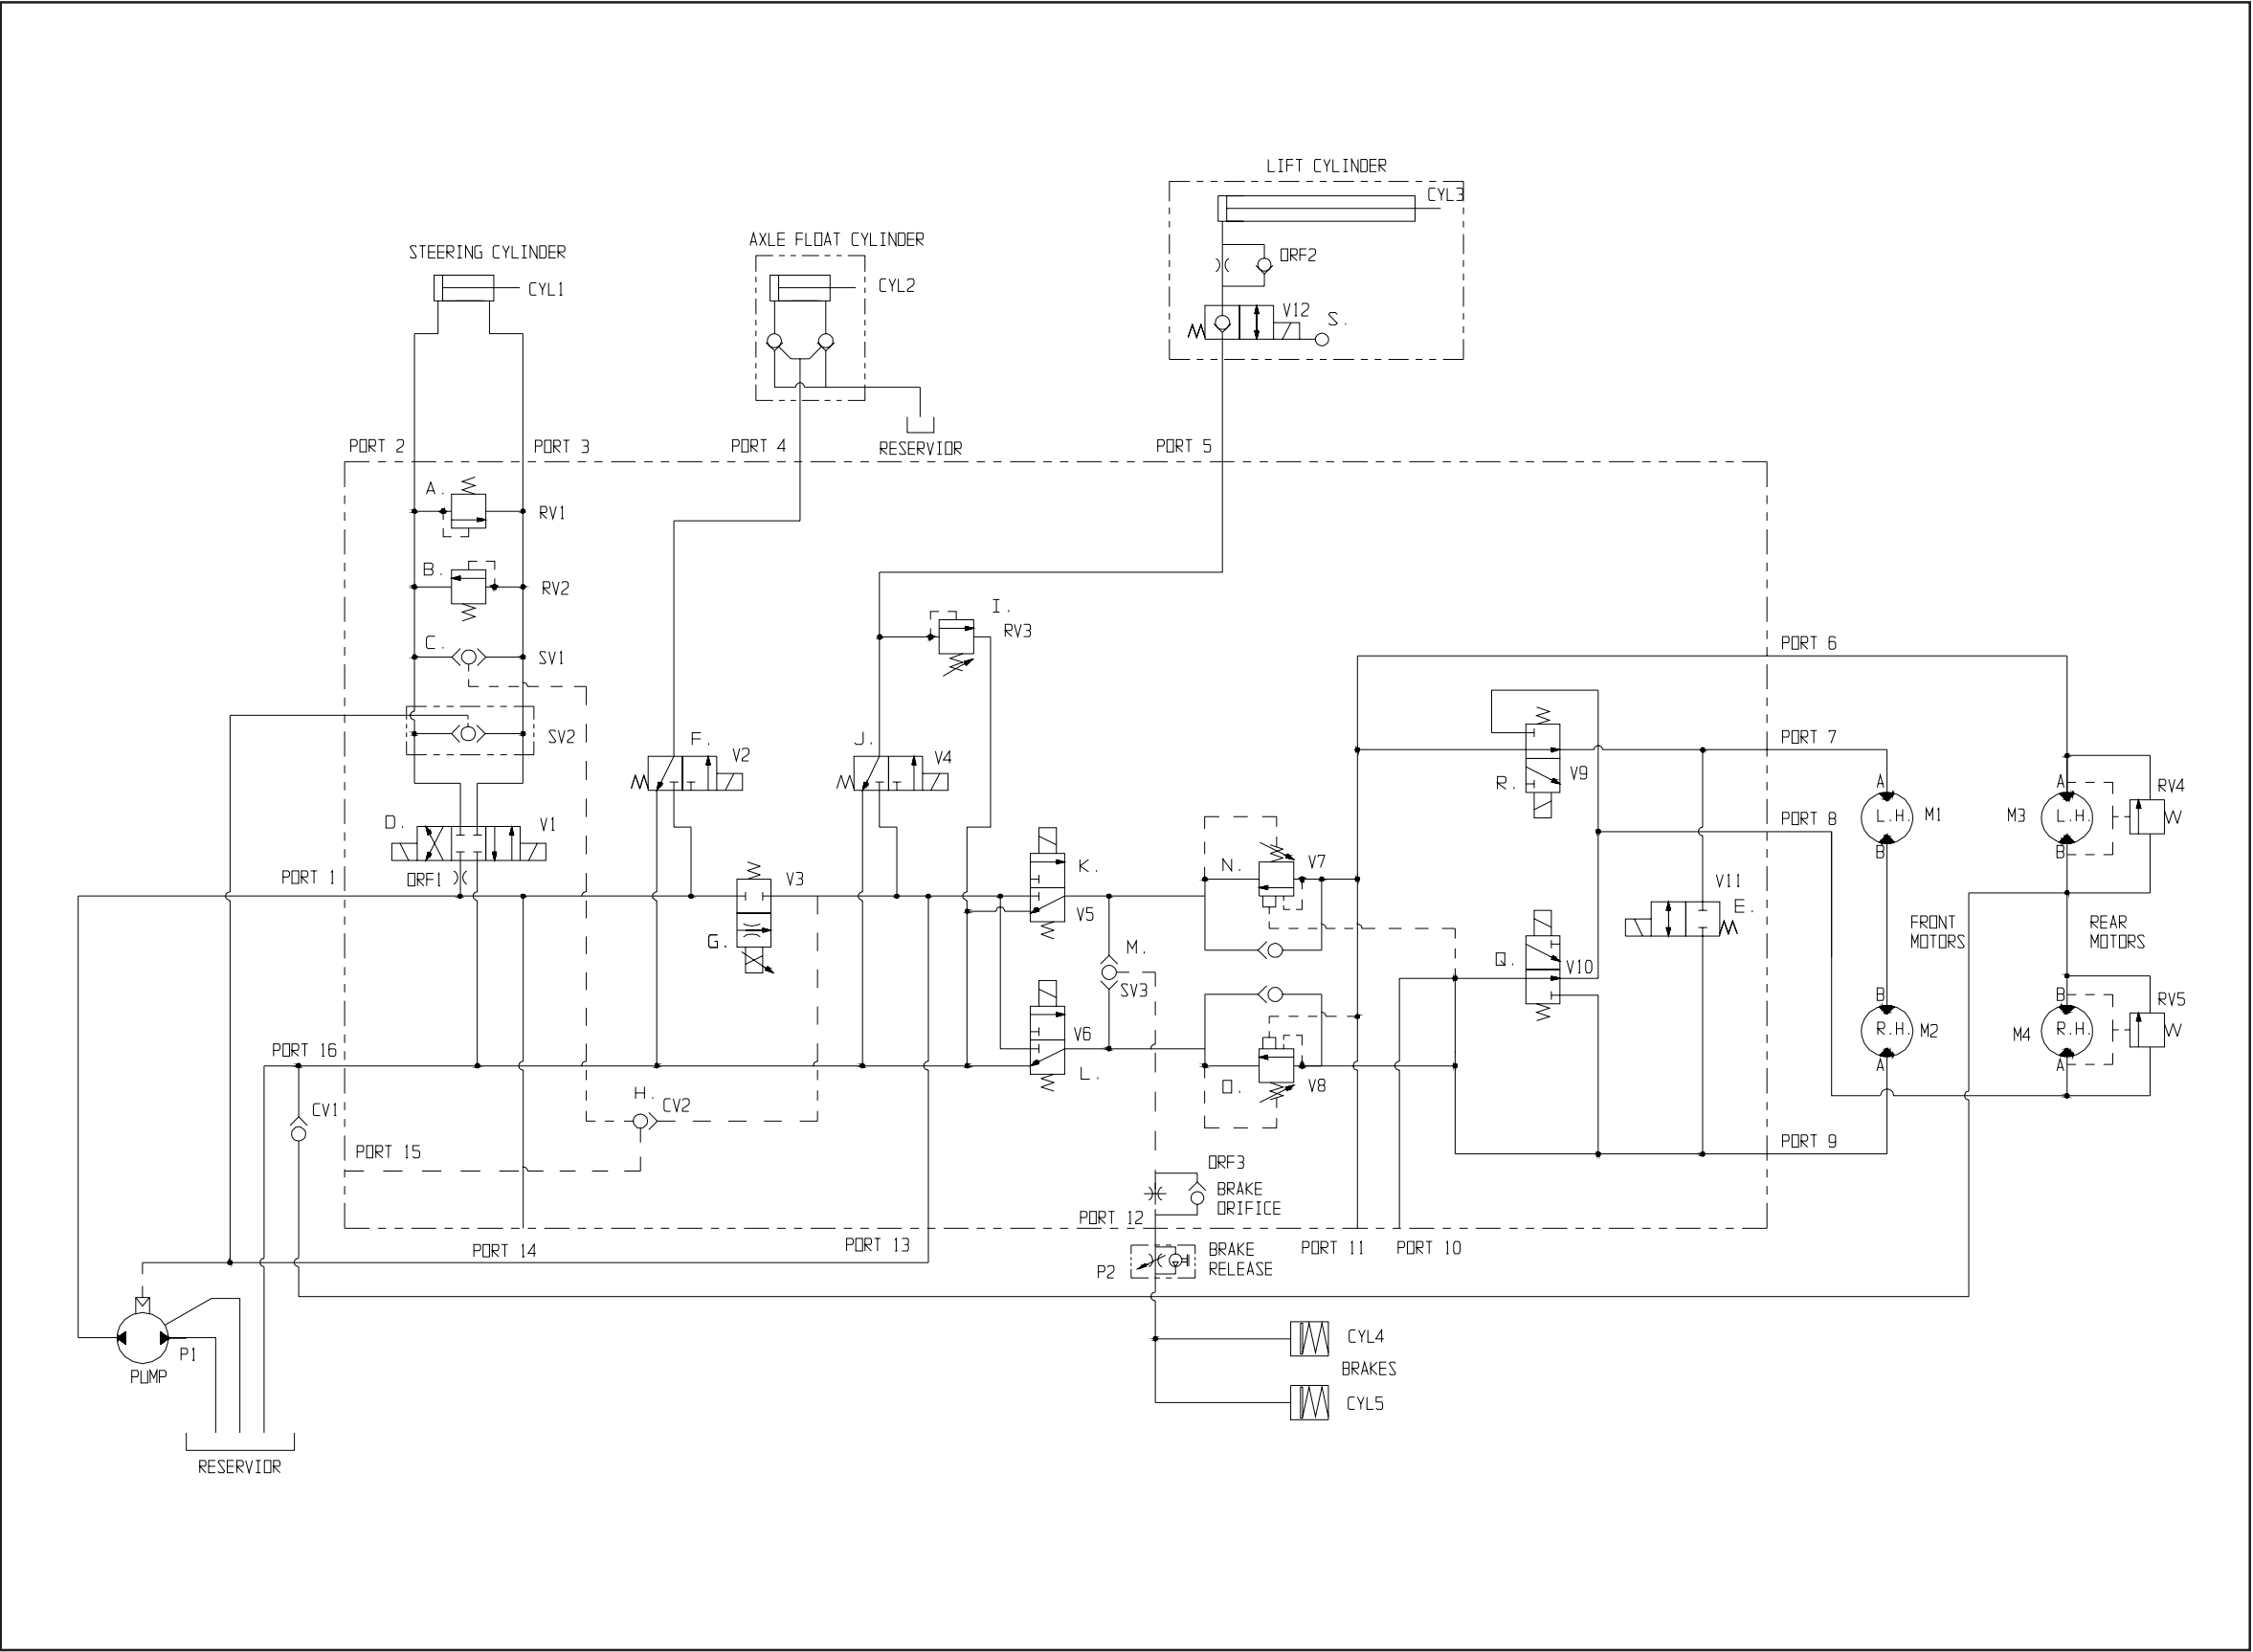 LIFT CYLINDER
CYL3
STEERING CYLINDER
AXLE FLOAT CYLINDER
ORF2
CYL1
CYL2
V12
S.
PORT 2
PORT 3
PORT 4
RESERVIOR
PORT 5
A.
RV1
B.
RV2
I.
RV3
C.
SV1
PORT 6
SV2
F.
V2
J.
V4
PORT 7
V9
R.
A
A
RV4
D.
V1
M1
M3
L.H.
L.H.
PORT 8
B
B
PORT 1
ORF1
V3
K.
N.
V7
V11
E.
V5
G.
M.
FRONT
MOTORS
REAR
MOTORS
Q.
V10
SV3
B
B
RV5
V6
R.H.
M2
M4
R.H.
PORT 16
L.
O.
V8
A
A
CV1
H.
CV2
PORT 15
PORT 9
ORF3
BRAKE
ORIFICE
PORT 12
PORT 14
PORT 13
BRAKE
RELEASE
PORT 11
PORT 10
P2
P1
PUMP
CYL4
BRAKES
CYL5
RESERVIOR